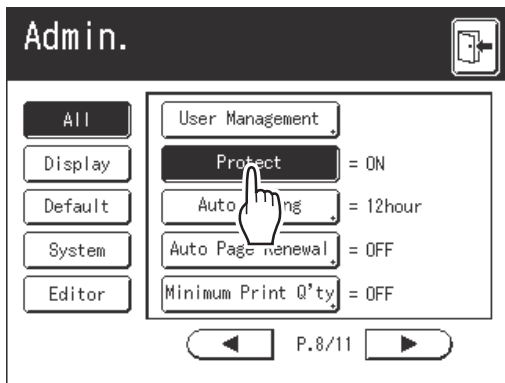 Admin.
All
User Management
Display
Protect = ON
Default
Auto = 12hour
System
Auto Page Renewal = OFF
Editor
Minimum Print Q'ty = OFF
P.8/11